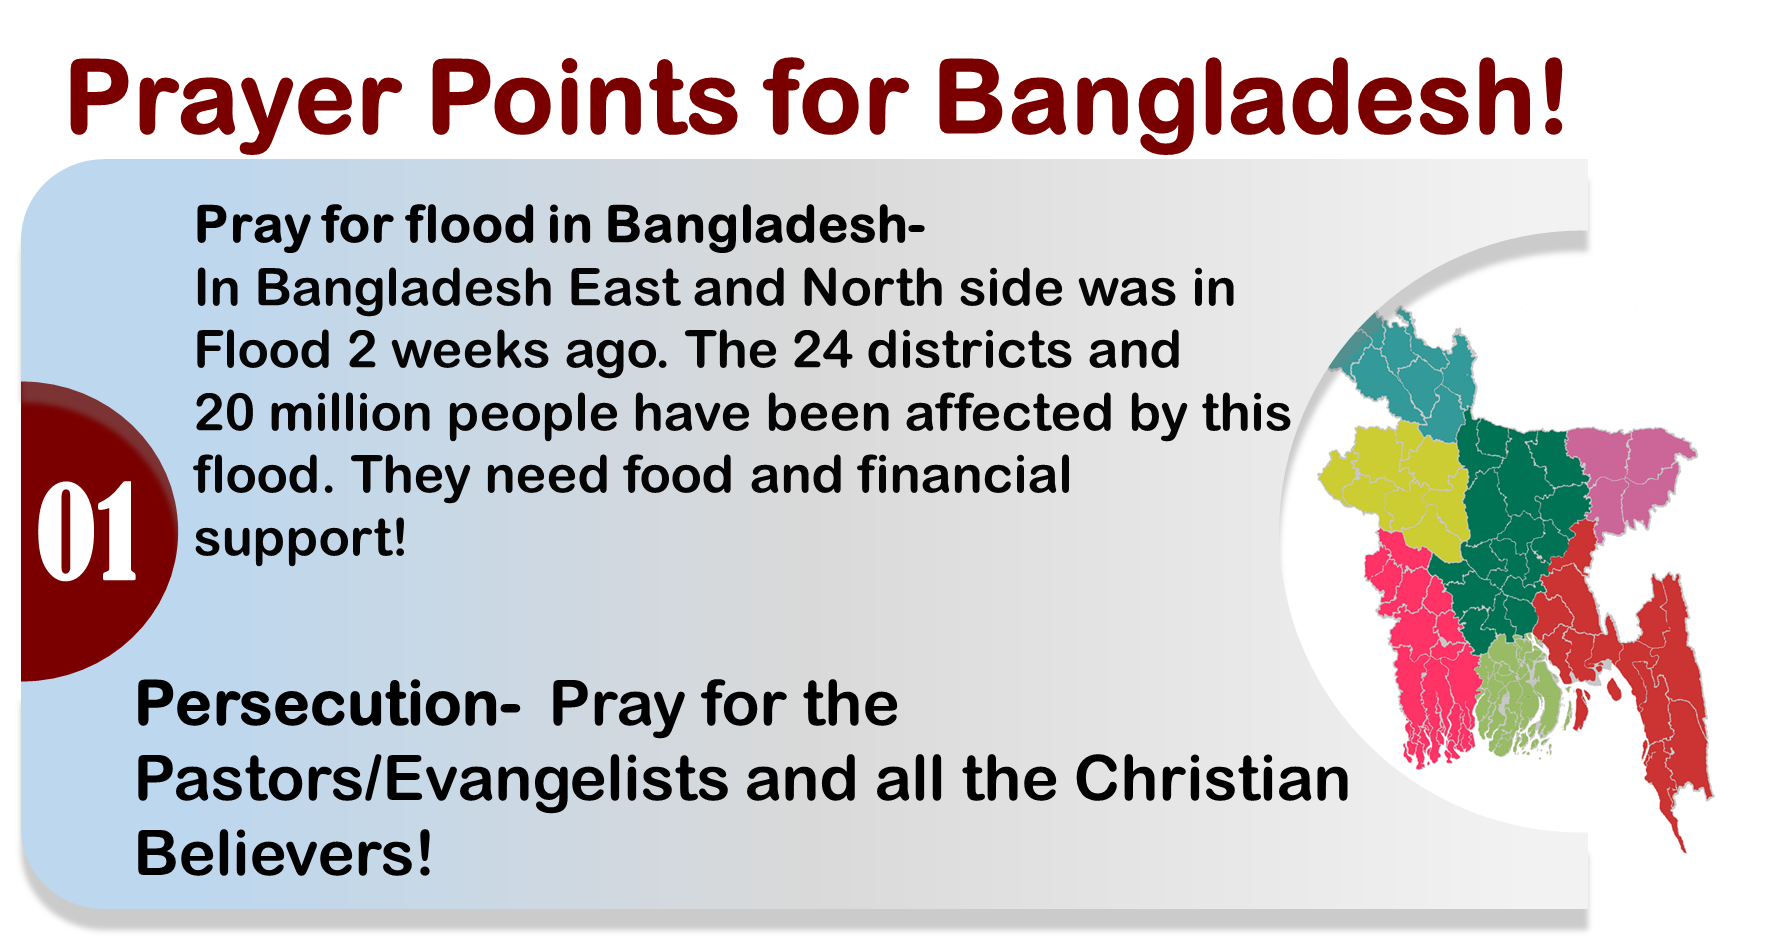 Prayer Points for Bangladesh!
Pray for flood in Bangladesh-
In Bangladesh East and North side was in
Flood 2 weeks ago. The 24 districts and
20 million people have been affected by this
flood. They need food and financial
support!
01
Persecution- Pray for the
Pastors/Evangelists and all the Christian
Believers!